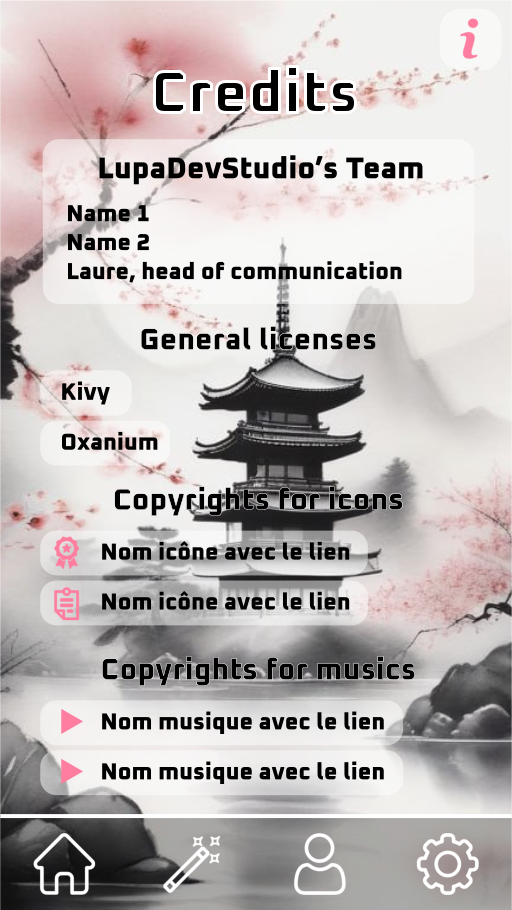 Credits
LupaDevStudio’s Team
Name 1
Name 2
Laure, head of communication
General licenses
Kivy
Oxanium
Copyrights for icons
Nom icône avec le lien
Nom icône avec le lien
Copyrights for musics
Nom musique avec le lien
Nom musique avec le lien